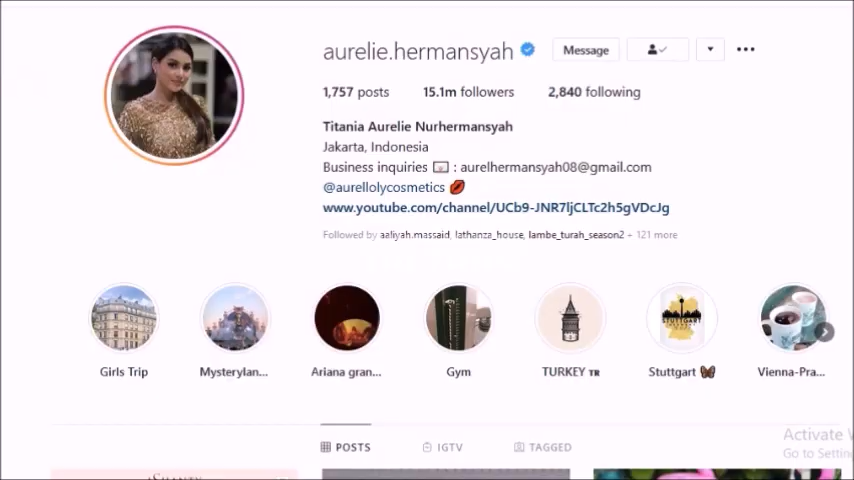 aurelie.hermansyah
Message
1,757 posts 15.1m followers 2,840 following
Titania Aurelie Nurhermansyah
Jakarta, Indonesia
Business inquiries 💌 : aurelhermansyah08@gmail.com
@aurellolycosmetics 💋
www.youtube.com/channel/UCb9-JNR7ljCLTc2h5gVDcJg
Followed by aaliyah.massaid, lathanza_house, lambe_turah_season2 + 121 more
STUTTGART
Girls Trip Mysterylan... Ariana gran... Gym TURKEY 🇹🇷 Stuttgart 🦋 Vienna-Pra...
POSTS IGTV TAGGED
Activate W
Go to Setting